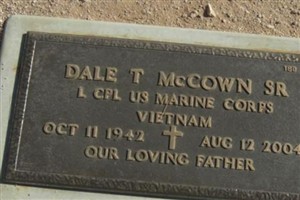 DALE T McCOWN SR
L CPL US MARINE CORPS
VIETNAM
OCT 11 1942 AUG 12 2004
OUR LOVING FATHER